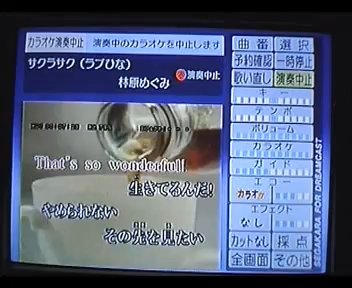 カラオケ演奏中止 演奏中のカラオケを中止します
サクラサク (ラブひな)
林原めぐみ
演奏中止
That's so wonderful!
生きてるんだ!
やめられない
その先を見たい
曲番 選択
予約確認 一時停止
歌い直し 演奏中止
キー
テンポ
ボリューム
カラオケ
ガイド
エコー
カラオケ
エフェクト
なし
カットなし 採点
全画面 その他
SEGAKARA FOR DREAMCAST